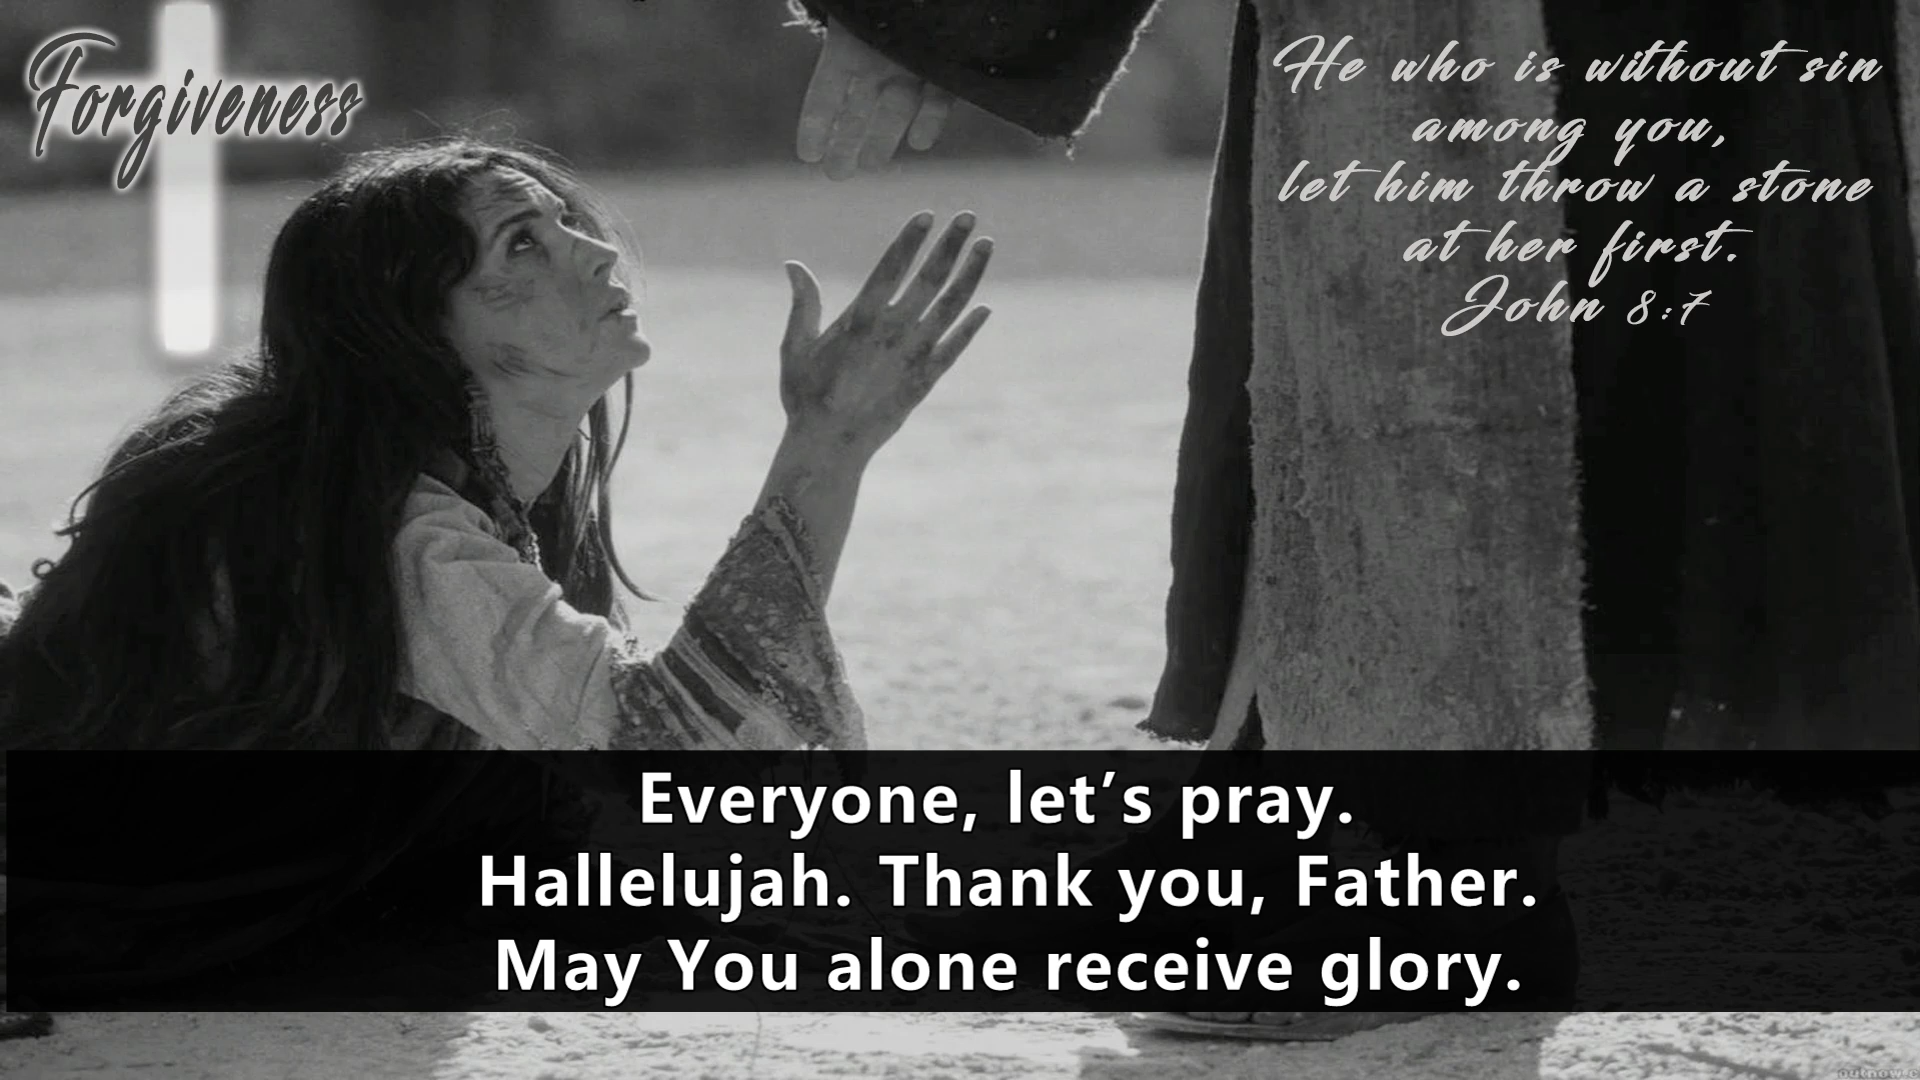 Forgiveness
He who is without sin
among you,
let him throw a stone
at her first.
John 8:7
Everyone, let’s pray.
Hallelujah. Thank you, Father.
May You alone receive glory.